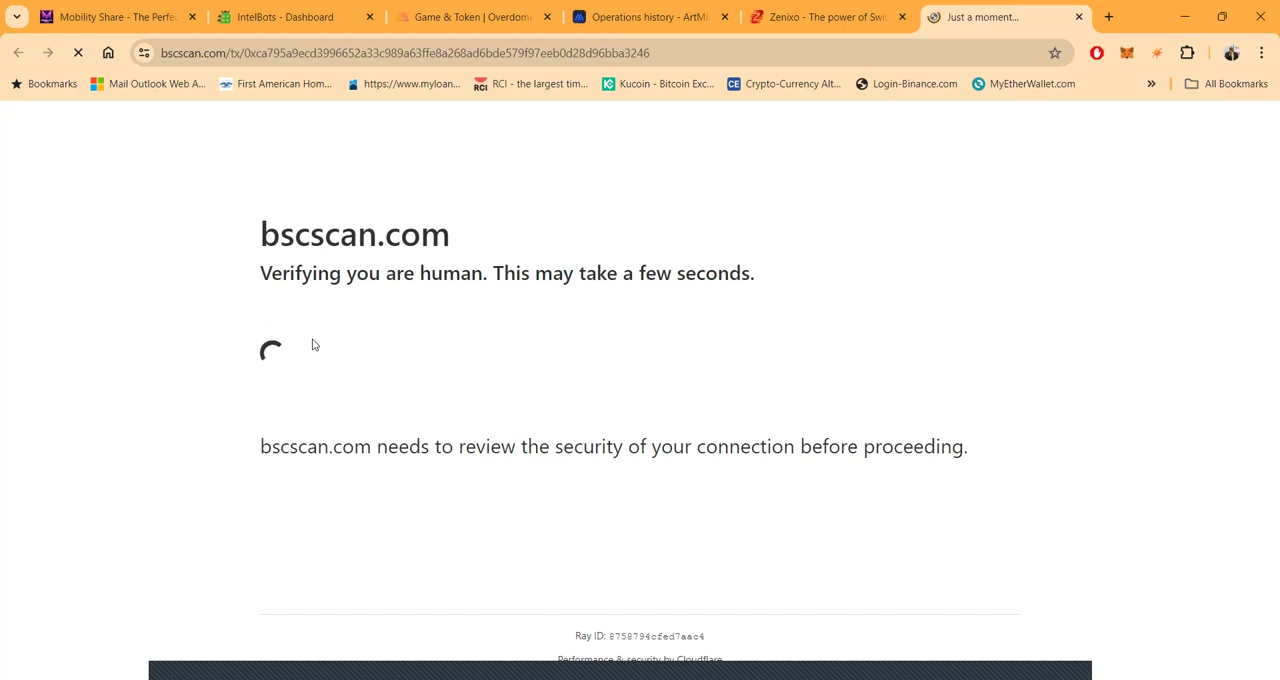 Mobility Share - The Perfec
IntelBots - Dashboard
Game & Token | Overdom
Operations history - ArtMi
Zenixo - The power of Swi
Just a moment...
bscscan.com/tx/0xca795a9ecd3996652a33c989a63ffe8a268ad6bde579f97eeb0d28d96bba3246
Bookmarks
Mail Outlook Web A...
First American Hom...
https://www.myloan...
RCI - the largest tim...
Kucoin - Bitcoin Exc...
Crypto-Currency Alt...
Login-Binance.com
MyEtherWallet.com
All Bookmarks
bscscan.com
Verifying you are human. This may take a few seconds.
bscscan.com needs to review the security of your connection before proceeding.
Ray ID: 8758794cfed7aac4
Performance & security by Cloudflare